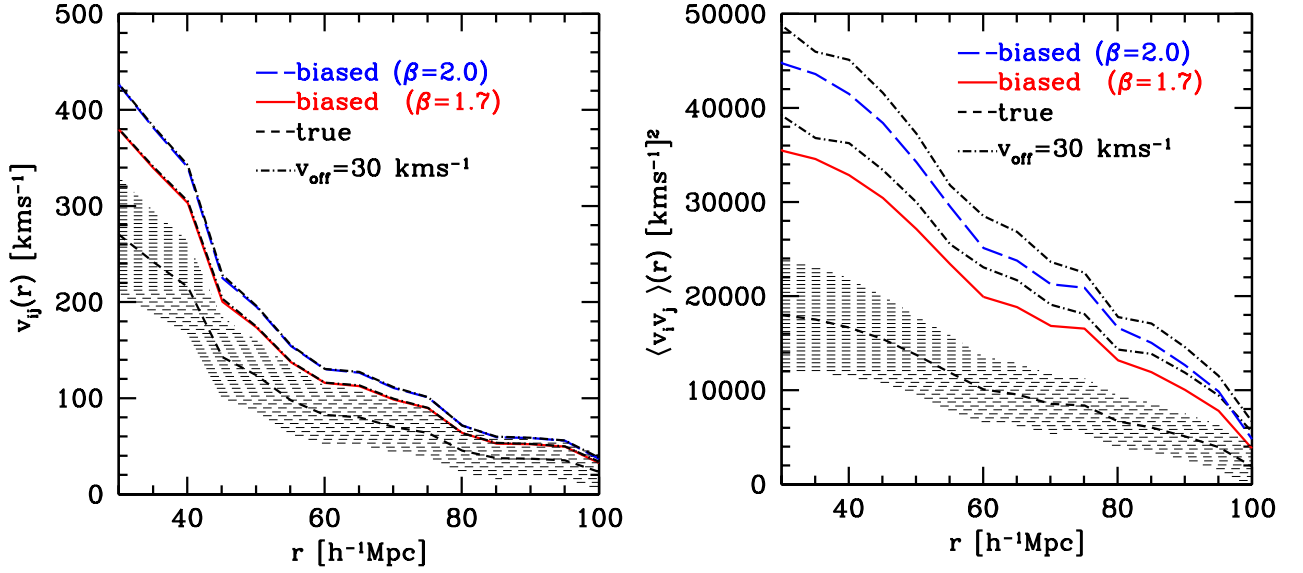 500
400
300
200
100
0
v_ij(r) [kms⁻¹]
biased (β=2.0)
biased (β=1.7)
true
v_off=30 kms⁻¹
40 60 80 100
r [h⁻¹Mpc]
50000
40000
30000
20000
10000
0
⟨v_i v_j⟩(r) [kms⁻¹]²
biased (β=2.0)
biased (β=1.7)
true
v_off=30 kms⁻¹
40 60 80 100
r [h⁻¹Mpc]